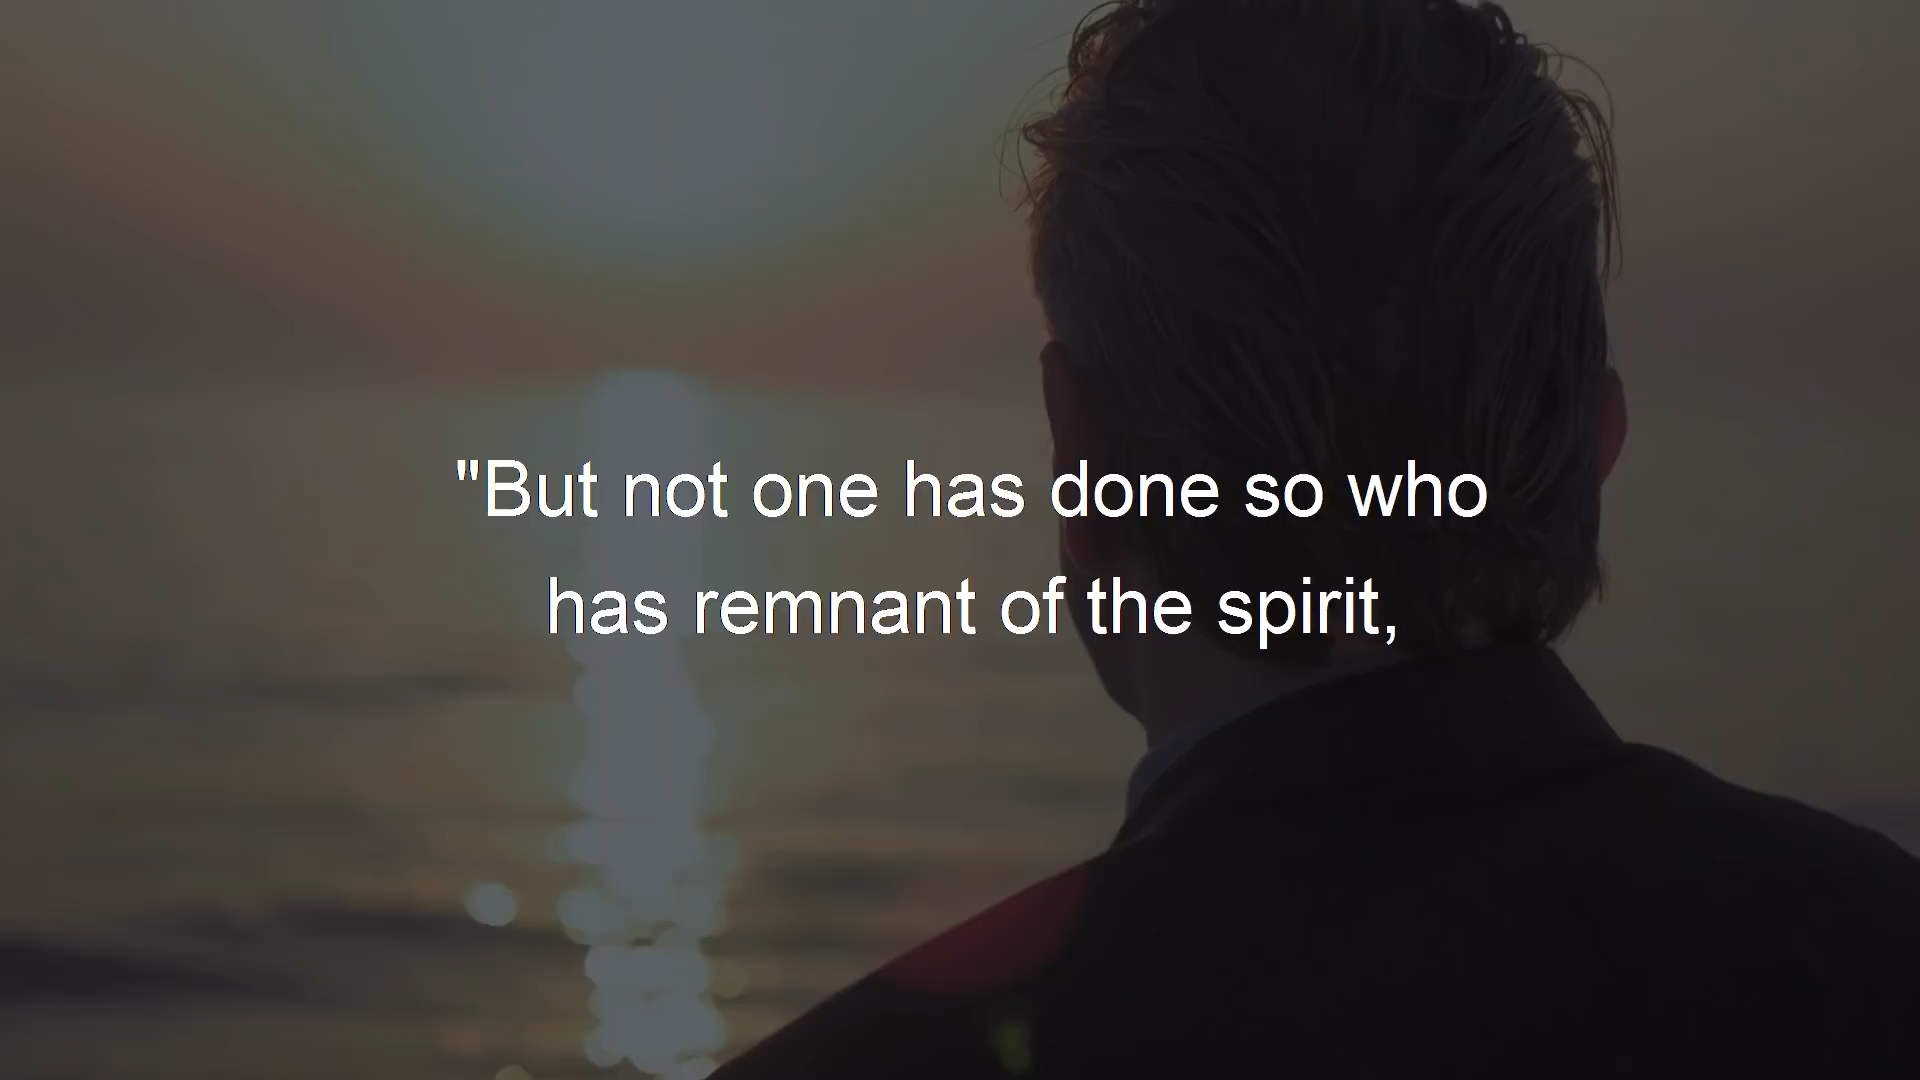 "But not one has done so who
has remnant of the spirit,